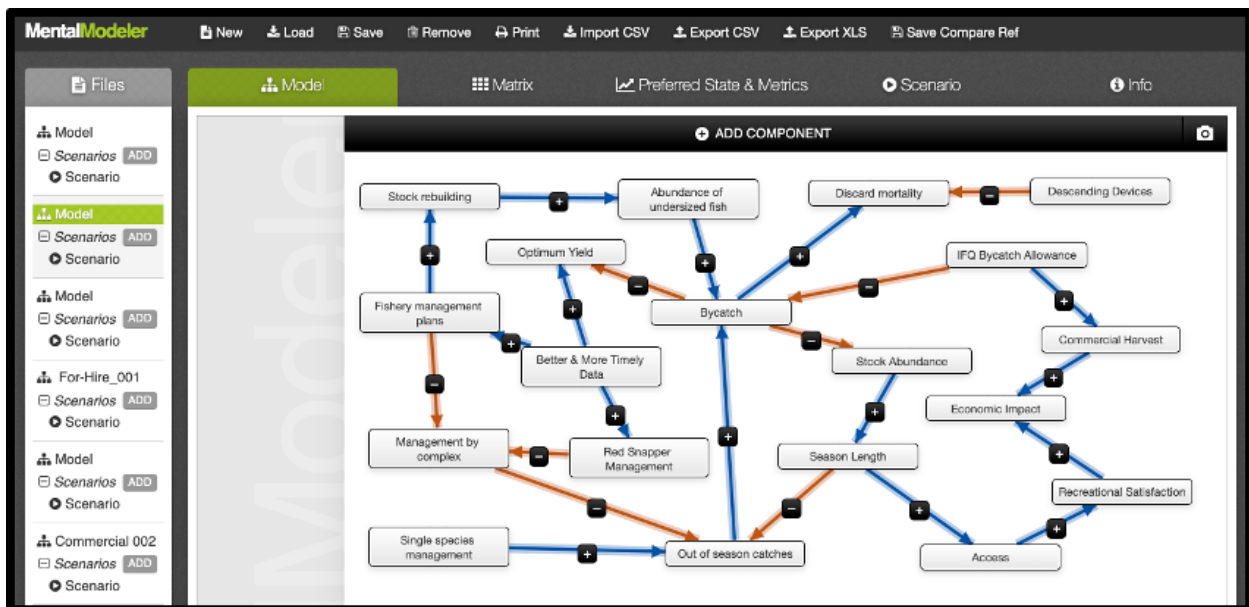 MentalModeler
New
Load
Save
Remove
Print
Import CSV
Export CSV
Export XLS
Save Compare Ref
Files
Model
Matrix
Preferred State & Metrics
Scenario
Info
Model
Scenarios ADD
Scenario
Model
Scenarios ADD
Scenario
Model
Scenarios ADD
Scenario
For-Hire_001
Scenarios ADD
Scenario
Model
Scenarios ADD
Scenario
Commercial 002
Scenarios ADD
Scenario
Model
ADD COMPONENT
Stock rebuilding
Abundance of
undersized fish
Discard mortality
Descending Devices
Optimum Yield
IFQ Bycatch Allowance
Fishery management
plans
Bycatch
Commercial Harvest
Better & More Timely
Data
Stock Abundance
Economic Impact
Management by
complex
Red Snapper
Management
Season Length
Recreational Satisfaction
Single species
management
Out of season catches
Access